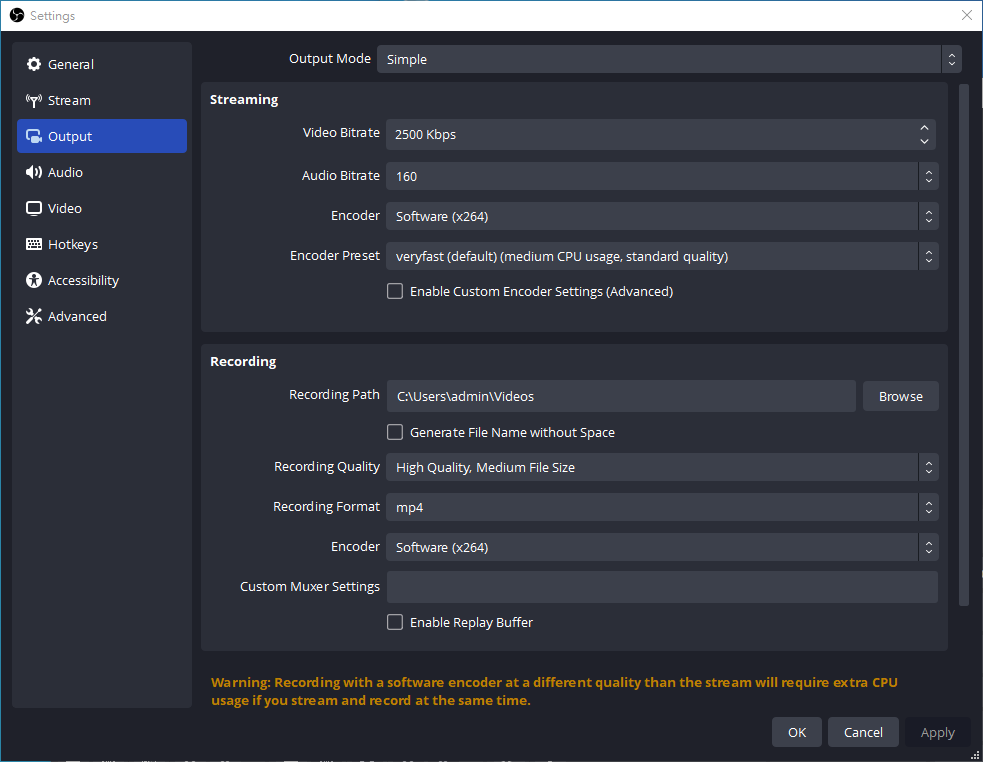 Settings
General
Stream
Output
Audio
Video
Hotkeys
Accessibility
Advanced
Output Mode Simple
Streaming
Video Bitrate 2500 Kbps
Audio Bitrate 160
Encoder Software (x264)
Encoder Preset veryfast (default) (medium CPU usage, standard quality)
Enable Custom Encoder Settings (Advanced)
Recording
Recording Path C:\Users\admin\Videos Browse
Generate File Name without Space
Recording Quality High Quality, Medium File Size
Recording Format mp4
Encoder Software (x264)
Custom Muxer Settings
Enable Replay Buffer
Warning: Recording with a software encoder at a different quality than the stream will require extra CPU
usage if you stream and record at the same time.
OK Cancel Apply